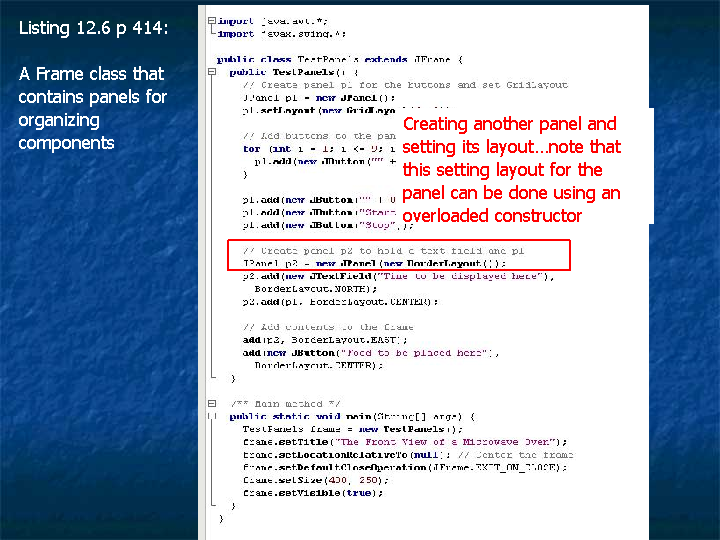 Listing 12.6 p 414:
A Frame class that
contains panels for
organizing
components
import java.awt.*;
import javax.swing.*;
public class TestPanels extends JFrame {
public TestPanels() {
// Create panel p1 for the buttons and set GridLayout
JPanel p1 = new JPanel();
p1.setLayout(new GridLay
// Add buttons to the pan
for (int i = 1; i <= 9; i
p1.add(new JButton("" +
}
p1.add(new JButton("" + 0
p1.add(new JButton("Start
p1.add(new JButton("Stop"));
Creating another panel and
setting its layout…note that
this setting layout for the
panel can be done using an
overloaded constructor
// Create panel p2 to hold a text field and p1
JPanel p2 = new JPanel(new BorderLayout());
p2.add(new JTextField("Time to be displayed here"),
BorderLayout.NORTH);
p2.add(p1, BorderLayout.CENTER);
// Add contents to the frame
add(p2, BorderLayout.EAST);
add(new JButton("Food to be placed here"),
BorderLayout.CENTER);
}
/** Main method */
public static void main(String[] args) {
TestPanels frame = new TestPanels();
frame.setTitle("The Front View of a Microwave Oven");
frame.setLocationRelativeTo(null); // Center the frame
frame.setDefaultCloseOperation(JFrame.EXIT_ON_CLOSE);
frame.setSize(400, 250);
frame.setVisible(true);
}
}